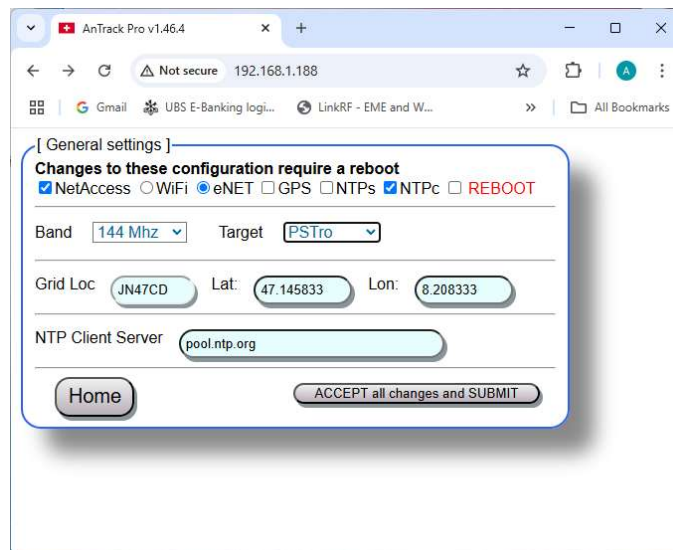 AnTrack Pro v1.46.4
Not secure 192.168.1.188
Gmail UBS E-Banking logi... LinkRF - EME and W... » All Bookmarks
[ General settings ]
Changes to these configuration require a reboot
NetAccess WiFi eNET GPS NTPs NTPc REBOOT
Band 144 Mhz Target PSTro
Grid Loc JN47CD Lat: 47.145833 Lon: 8.208333
NTP Client Server pool.ntp.org
Home ACCEPT all changes and SUBMIT